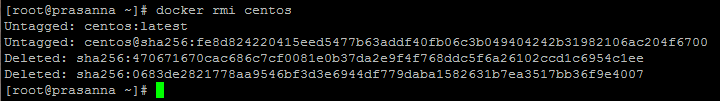 [root@prasanna ~]# docker rmi centos
Untagged: centos:latest
Untagged: centos@sha256:fe8d824220415eed5477b63addf40fb06c3b049404242b31982106ac204f6700
Deleted: sha256:470671670cac686c7cf0081e0b37da2e9f4f768ddc5f6a26102ccd1c6954c1ee
Deleted: sha256:0683de2821778aa9546bf3d3e6944df779daba1582631b7ea3517bb36f9e4007
[root@prasanna ~]#